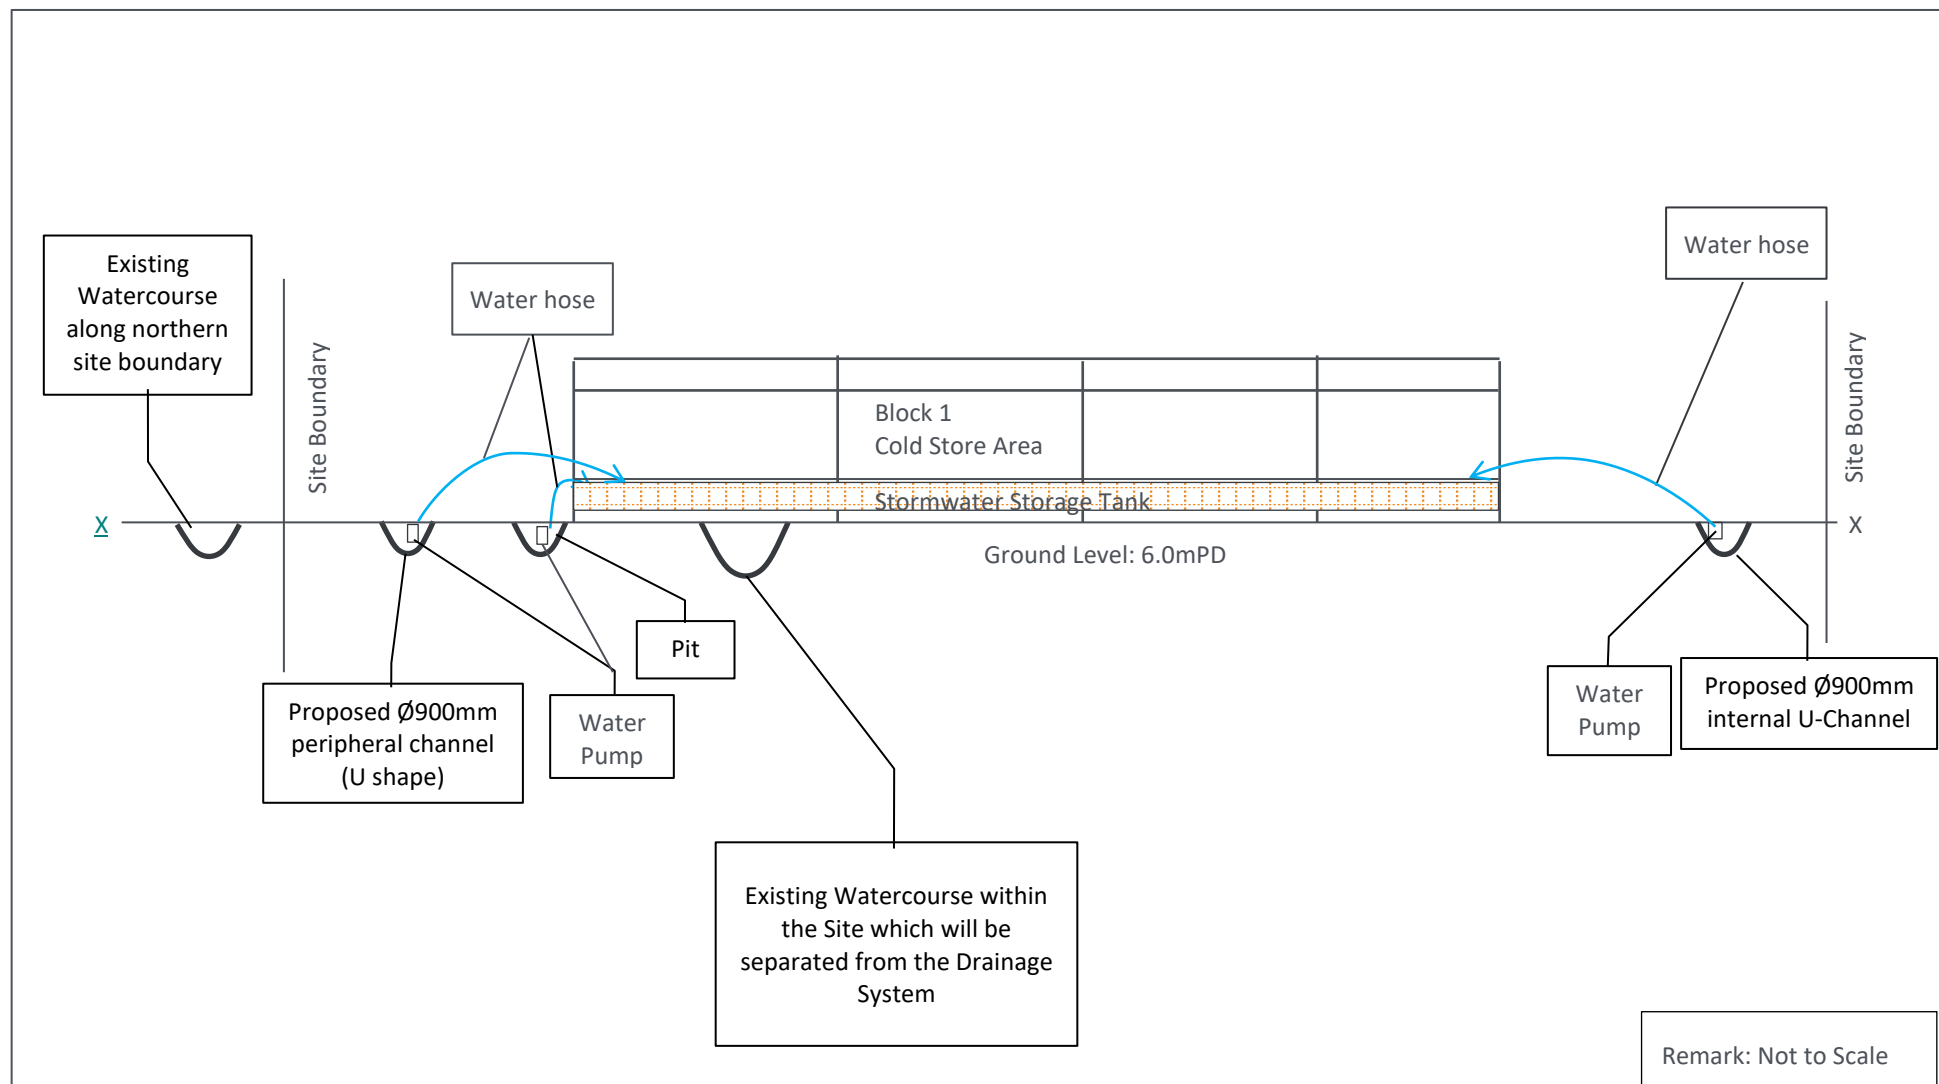 Existing
Watercourse
along northern
site boundary
Site Boundary
Water hose
Water hose
Site Boundary
Block 1
Cold Store Area
Stormwater Storage Tank
X
X
Ground Level: 6.0mPD
Pit
Proposed Ø900mm
peripheral channel
(U shape)
Water
Pump
Water
Pump
Proposed Ø900mm
internal U-Channel
Existing Watercourse within
the Site which will be
separated from the Drainage
System
Remark: Not to Scale